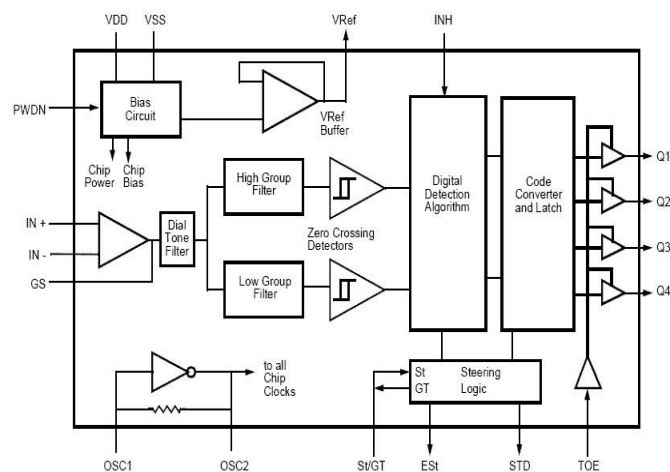 VDD
VSS
VRef
INH
PWDN
Bias
Circuit
VRef
Buffer
Chip
Power
Chip
Bias
High Group
Filter
Digital
Detection
Algorithm
Code
Converter
and Latch
Q1
Q2
Q3
Q4
IN +
IN -
GS
Dial
Tone
Filter
Zero Crossing
Detectors
Low Group
Filter
to all
Chip
Clocks
St
GT
Steering
Logic
OSC1
OSC2
St/GT
ESt
STD
TOE